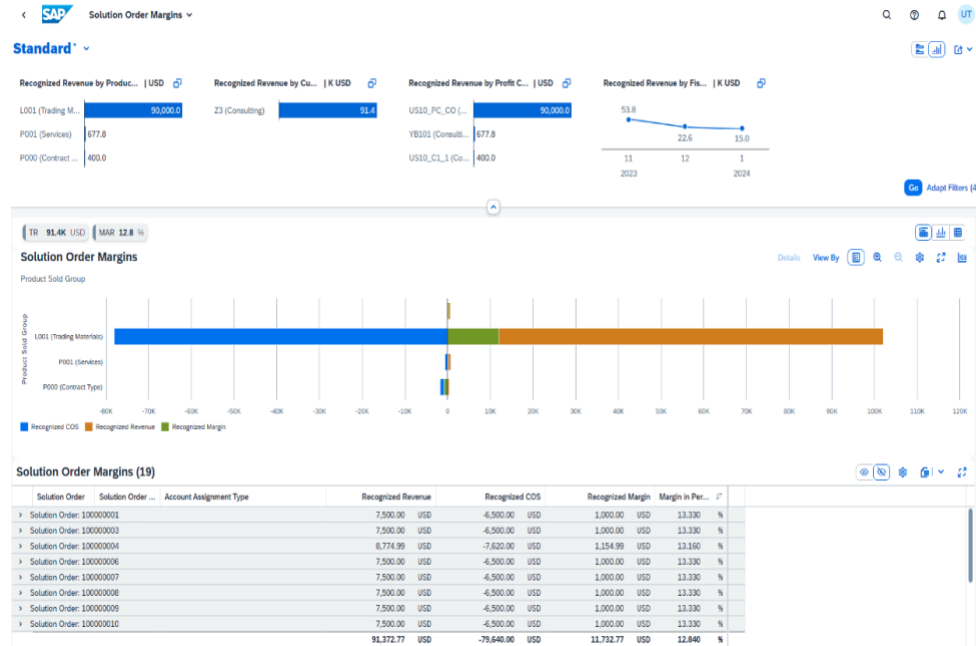 SAP Solution Order Margins UT
Standard*
Recognized Revenue by Produc... | USD
L001 (Trading M... 90,000.0
P001 (Services) 677.8
P000 (Contract ... 400.0
Recognized Revenue by Cu... | K USD
Z3 (Consulting) 91.4
Recognized Revenue by Profit C... | USD
US10_PC_CO (... 90,000.0
YB101 (Consulti... 677.8
US10_C1_1 (Co... 400.0
Recognized Revenue by Fis... | K USD
53.8
22.6 15.0
11 12 1
2023 2024
Go Adapt Filters (4
TR 91.4K USD MAR 12.8 %
Solution Order Margins
Details View By
Product Sold Group
Product Sold Group
L001 (Trading Materials)
P001 (Services)
P000 (Contract Type)
-80K -70K -60K -50K -40K -30K -20K -10K 0 10K 20K 30K 40K 50K 60K 70K 80K 90K 100K 110K 120K
Recognized COS Recognized Revenue Recognized Margin
Solution Order Margins (19)
Solution Order Solution Order ... Account Assignment Type Recognized Revenue Recognized COS Recognized Margin Margin in Per...
Solution Order: 100000001 7,500.00 USD -6,500.00 USD 1,000.00 USD 13.330 %
Solution Order: 100000003 7,500.00 USD -6,500.00 USD 1,000.00 USD 13.330 %
Solution Order: 100000004 8,774.99 USD -7,620.00 USD 1,154.99 USD 13.160 %
Solution Order: 100000006 7,500.00 USD -6,500.00 USD 1,000.00 USD 13.330 %
Solution Order: 100000007 7,500.00 USD -6,500.00 USD 1,000.00 USD 13.330 %
Solution Order: 100000008 7,500.00 USD -6,500.00 USD 1,000.00 USD 13.330 %
Solution Order: 100000009 7,500.00 USD -6,500.00 USD 1,000.00 USD 13.330 %
Solution Order: 100000010 7,500.00 USD -6,500.00 USD 1,000.00 USD 13.330 %
91,372.77 USD -79,640.00 USD 11,732.77 USD 12.840 %